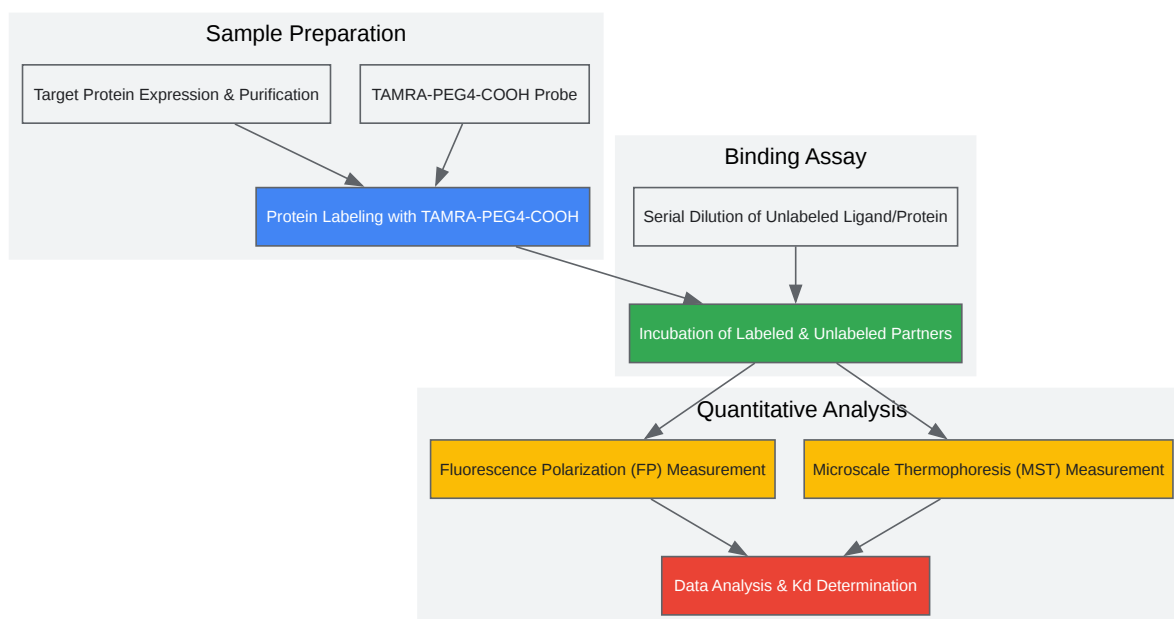 Sample Preparation
Target Protein Expression & Purification
TAMRA-PEG4-COOH Probe
Protein Labeling with TAMRA-PEG4-COOH
Binding Assay
Serial Dilution of Unlabeled Ligand/Protein
Incubation of Labeled & Unlabeled Partners
Quantitative Analysis
Fluorescence Polarization (FP) Measurement
Microscale Thermophoresis (MST) Measurement
Data Analysis & Kd Determination